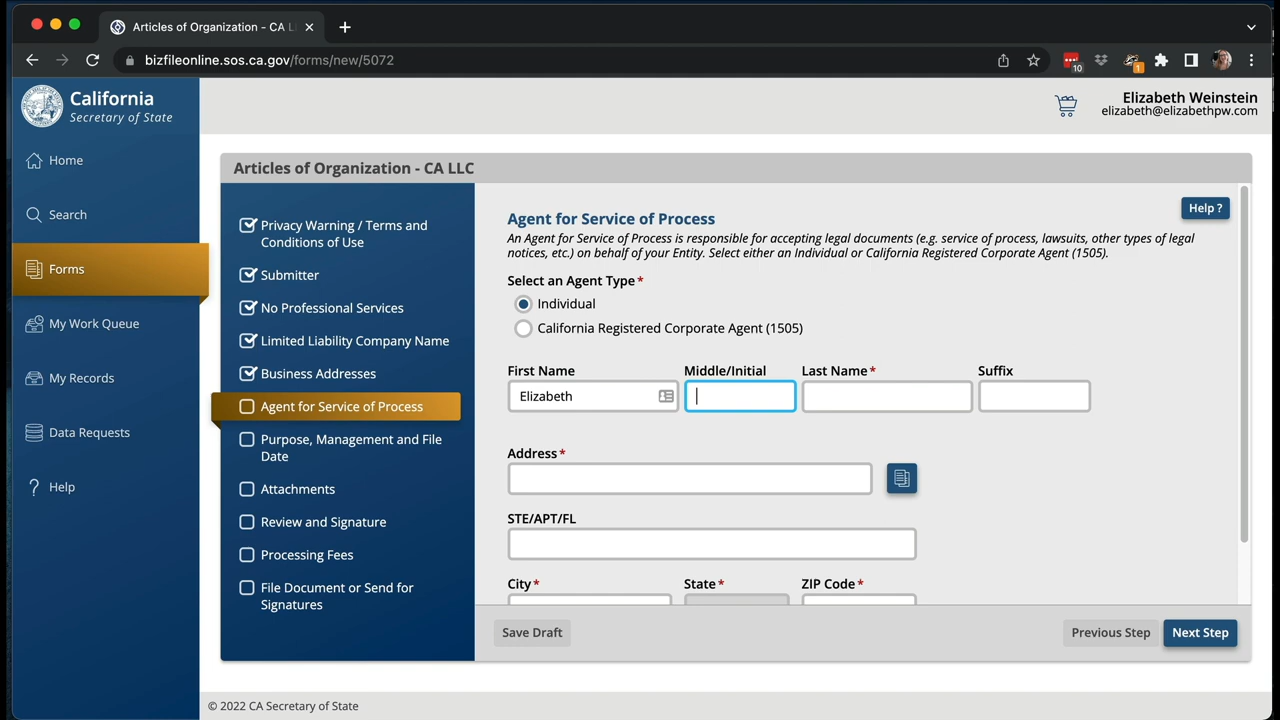 Articles of Organization - CA L
bizfileonline.sos.ca.gov/forms/new/5072
10
1
California
Secretary of State
Elizabeth Weinstein
elizabeth@elizabethpw.com
Home
Search
Forms
My Work Queue
My Records
Data Requests
Help
Articles of Organization - CA LLC
Privacy Warning / Terms and
Conditions of Use
Submitter
No Professional Services
Limited Liability Company Name
Business Addresses
Agent for Service of Process
Purpose, Management and File
Date
Attachments
Review and Signature
Processing Fees
File Document or Send for
Signatures
Help ?
Agent for Service of Process
An Agent for Service of Process is responsible for accepting legal documents (e.g. service of process, lawsuits, other types of legal
notices, etc.) on behalf of your Entity. Select either an Individual or California Registered Corporate Agent (1505).
Select an Agent Type*
Individual
California Registered Corporate Agent (1505)
First Name Middle/Initial Last Name* Suffix
Elizabeth
Address*
STE/APT/FL
City* State* ZIP Code*
Save Draft Previous Step Next Step
© 2022 CA Secretary of State